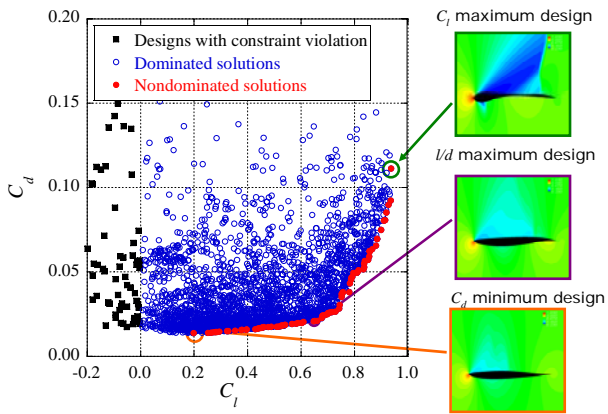 C_l maximum design
0.20
Designs with constraint violation
Dominated solutions
Nondominated solutions
0.15
l/d maximum design
C_d
0.10
0.05
C_d minimum design
0.00
-0.2 0.0 0.2 0.4 0.6 0.8 1.0
C_l